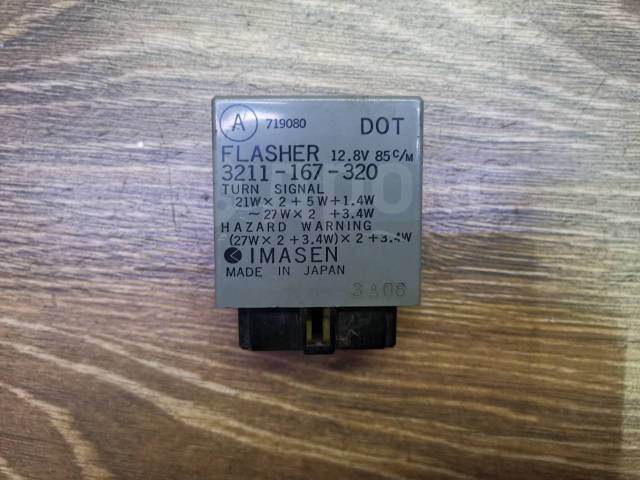 A 719080 DOT
FLASHER 12.8V 85c/M
3211-167-320
TURN SIGNAL
21W×2+5W+1.4W
~27W×2 +3.4W
HAZARD WARNING
(27W×2+3.4W)×2+3.4W
IMASEN
MADE IN JAPAN
3A08